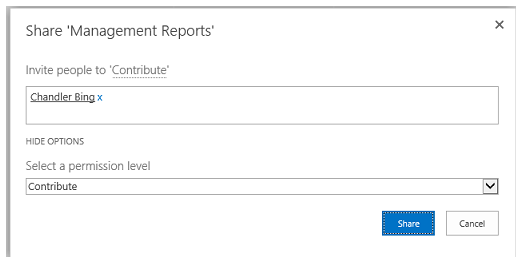 Share 'Management Reports'
Invite people to 'Contribute'
Chandler Bing x
HIDE OPTIONS
Select a permission level
Contribute
Share Cancel